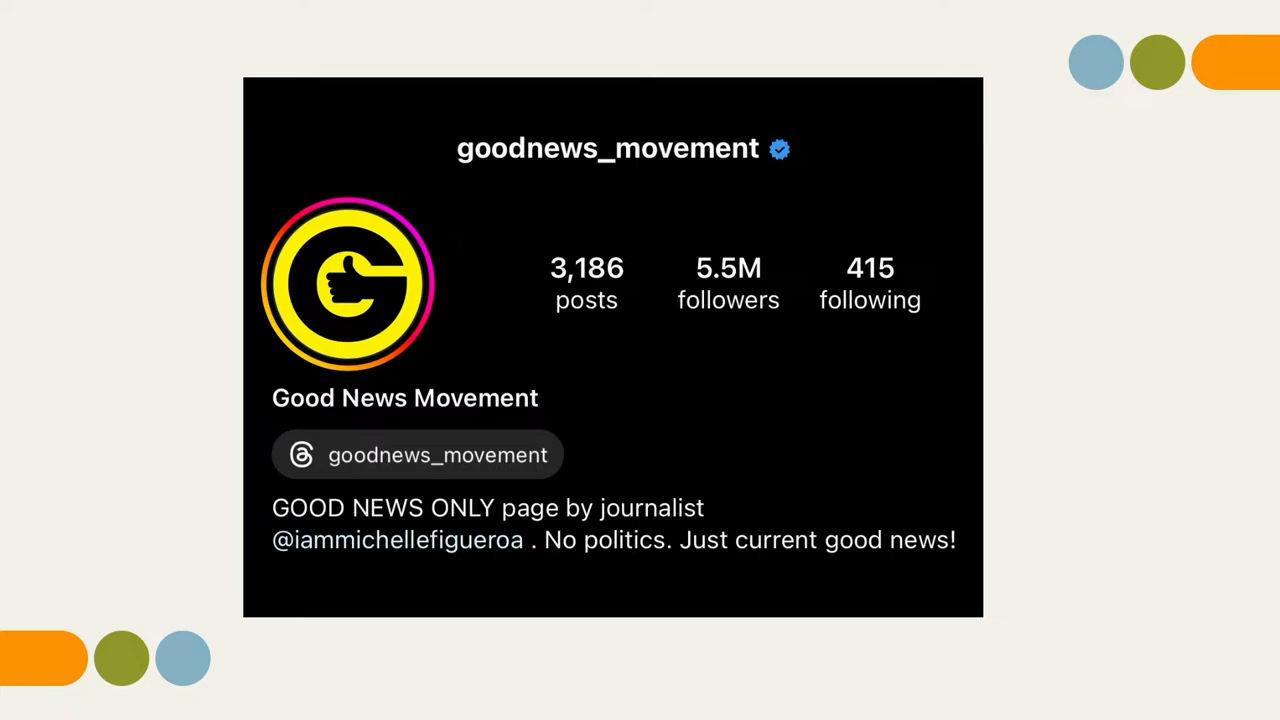 goodnews_movement
3,186 5.5M 415
posts followers following
Good News Movement
goodnews_movement
GOOD NEWS ONLY page by journalist
@iammichellefigueroa . No politics. Just current good news!